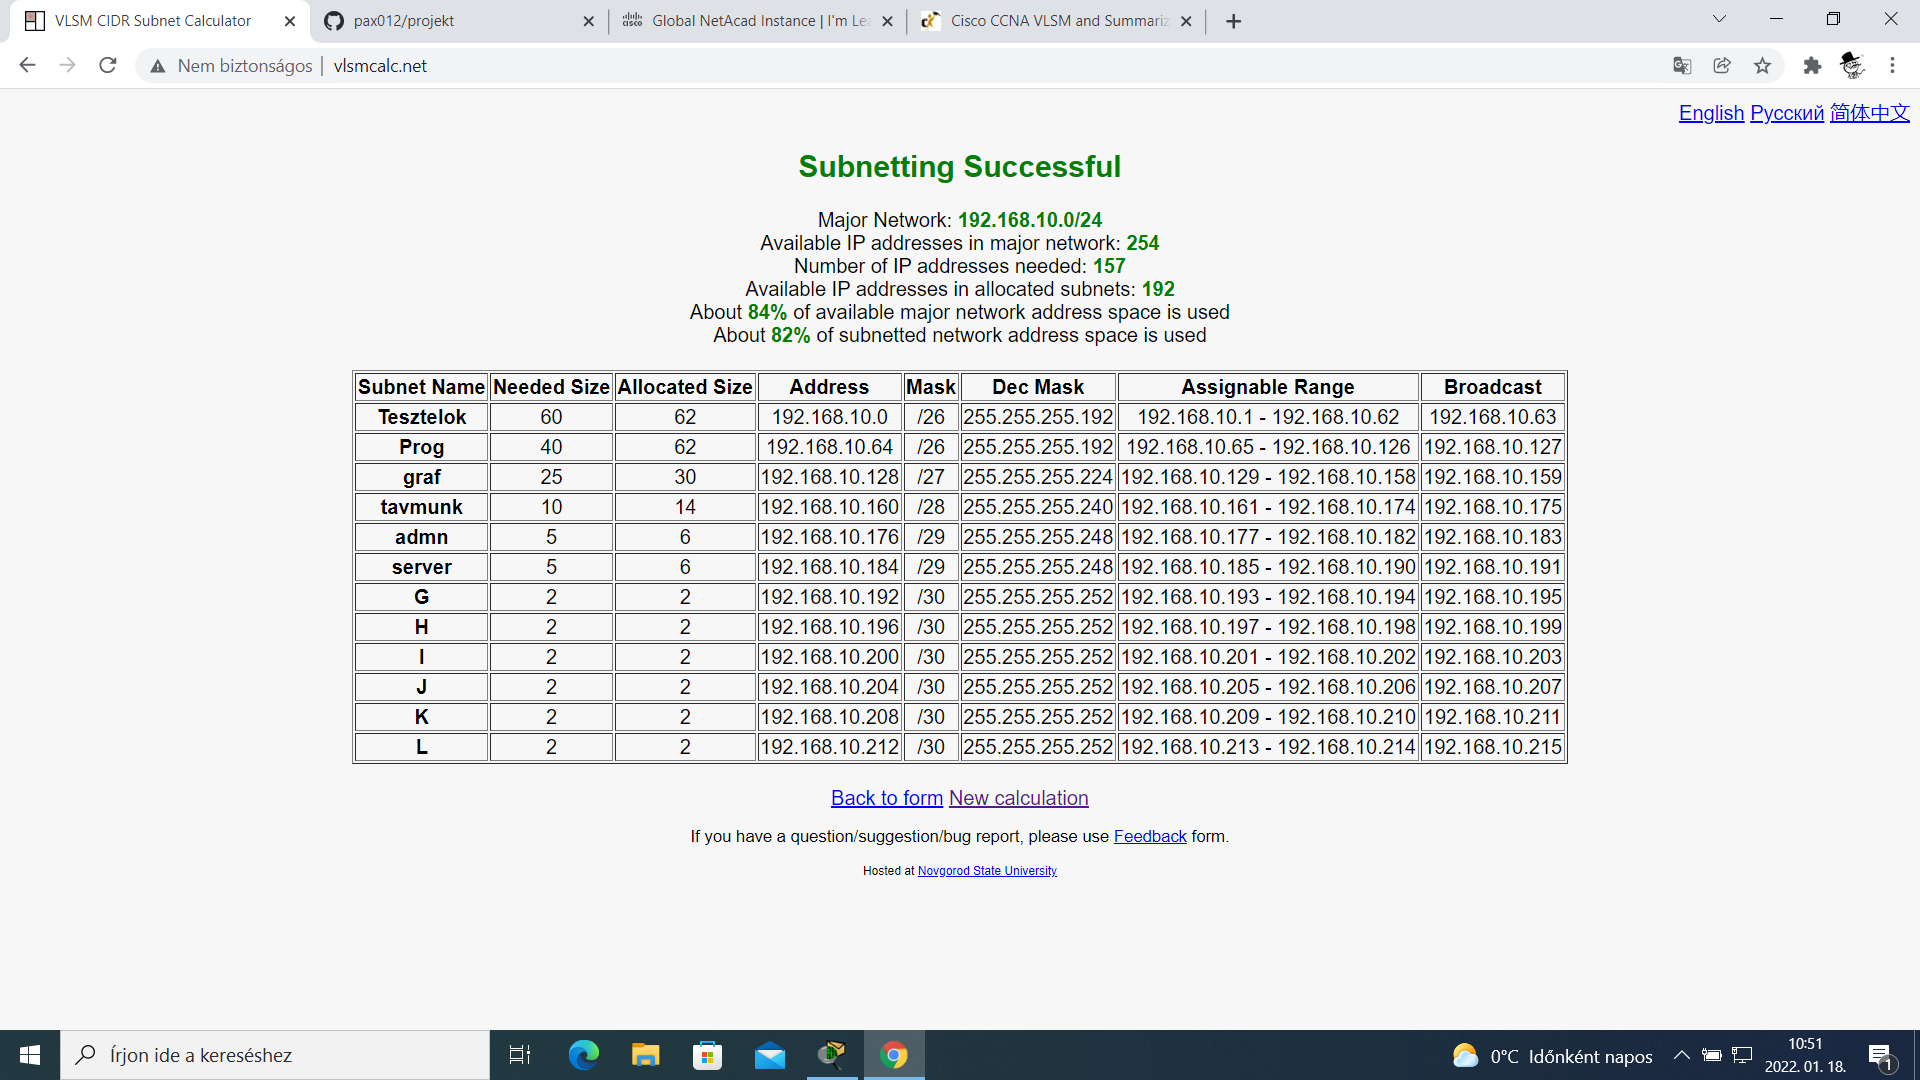 VLSM CIDR Subnet Calculator
pax012/projekt
Global NetAcad Instance | I'm Le
Cisco CCNA VLSM and Summariz
Nem biztonságos | vlsmcalc.net
English Русский 简体中文
Subnetting Successful
Major Network: 192.168.10.0/24
Available IP addresses in major network: 254
Number of IP addresses needed: 157
Available IP addresses in allocated subnets: 192
About 84% of available major network address space is used
About 82% of subnetted network address space is used
Subnet Name Needed Size Allocated Size Address Mask Dec Mask Assignable Range Broadcast
Tesztelok 60 62 192.168.10.0 /26 255.255.255.192 192.168.10.1 - 192.168.10.62 192.168.10.63
Prog 40 62 192.168.10.64 /26 255.255.255.192 192.168.10.65 - 192.168.10.126 192.168.10.127
graf 25 30 192.168.10.128 /27 255.255.255.224 192.168.10.129 - 192.168.10.158 192.168.10.159
tavmunk 10 14 192.168.10.160 /28 255.255.255.240 192.168.10.161 - 192.168.10.174 192.168.10.175
admn 5 6 192.168.10.176 /29 255.255.255.248 192.168.10.177 - 192.168.10.182 192.168.10.183
server 5 6 192.168.10.184 /29 255.255.255.248 192.168.10.185 - 192.168.10.190 192.168.10.191
G 2 2 192.168.10.192 /30 255.255.255.252 192.168.10.193 - 192.168.10.194 192.168.10.195
H 2 2 192.168.10.196 /30 255.255.255.252 192.168.10.197 - 192.168.10.198 192.168.10.199
I 2 2 192.168.10.200 /30 255.255.255.252 192.168.10.201 - 192.168.10.202 192.168.10.203
J 2 2 192.168.10.204 /30 255.255.255.252 192.168.10.205 - 192.168.10.206 192.168.10.207
K 2 2 192.168.10.208 /30 255.255.255.252 192.168.10.209 - 192.168.10.210 192.168.10.211
L 2 2 192.168.10.212 /30 255.255.255.252 192.168.10.213 - 192.168.10.214 192.168.10.215
Back to form New calculation
If you have a question/suggestion/bug report, please use Feedback form.
Hosted at Novgorod State University
Írjon ide a kereséshez
0°C Időnként napos
10:51
2022. 01. 18.
1